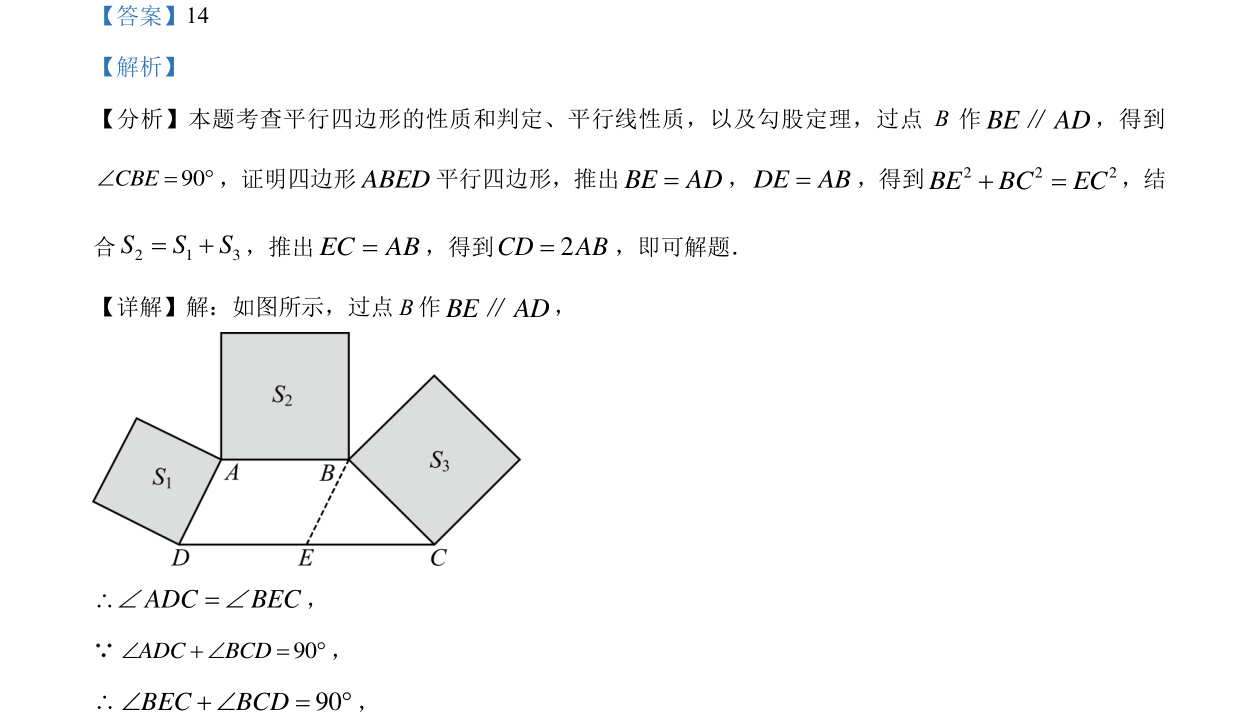 【答案】14
【解析】
【分析】本题考查平行四边形的性质和判定、平行线性质，以及勾股定理，过点 B 作 BE∥AD，得到
∠CBE=90°，证明四边形 ABED 平行四边形，推出 BE=AD，DE=AB，得到 BE²+BC²=EC²，结
合 S₂=S₁+S₃，推出 EC=AB，得到 CD=2AB，即可解题．
【详解】解：如图所示，过点 B 作 BE∥AD，
S₂
S₁
A
B
S₃
D
E
C
∴∠ADC=∠BEC，
∵∠ADC+∠BCD=90°，
∴∠BEC+∠BCD=90°，